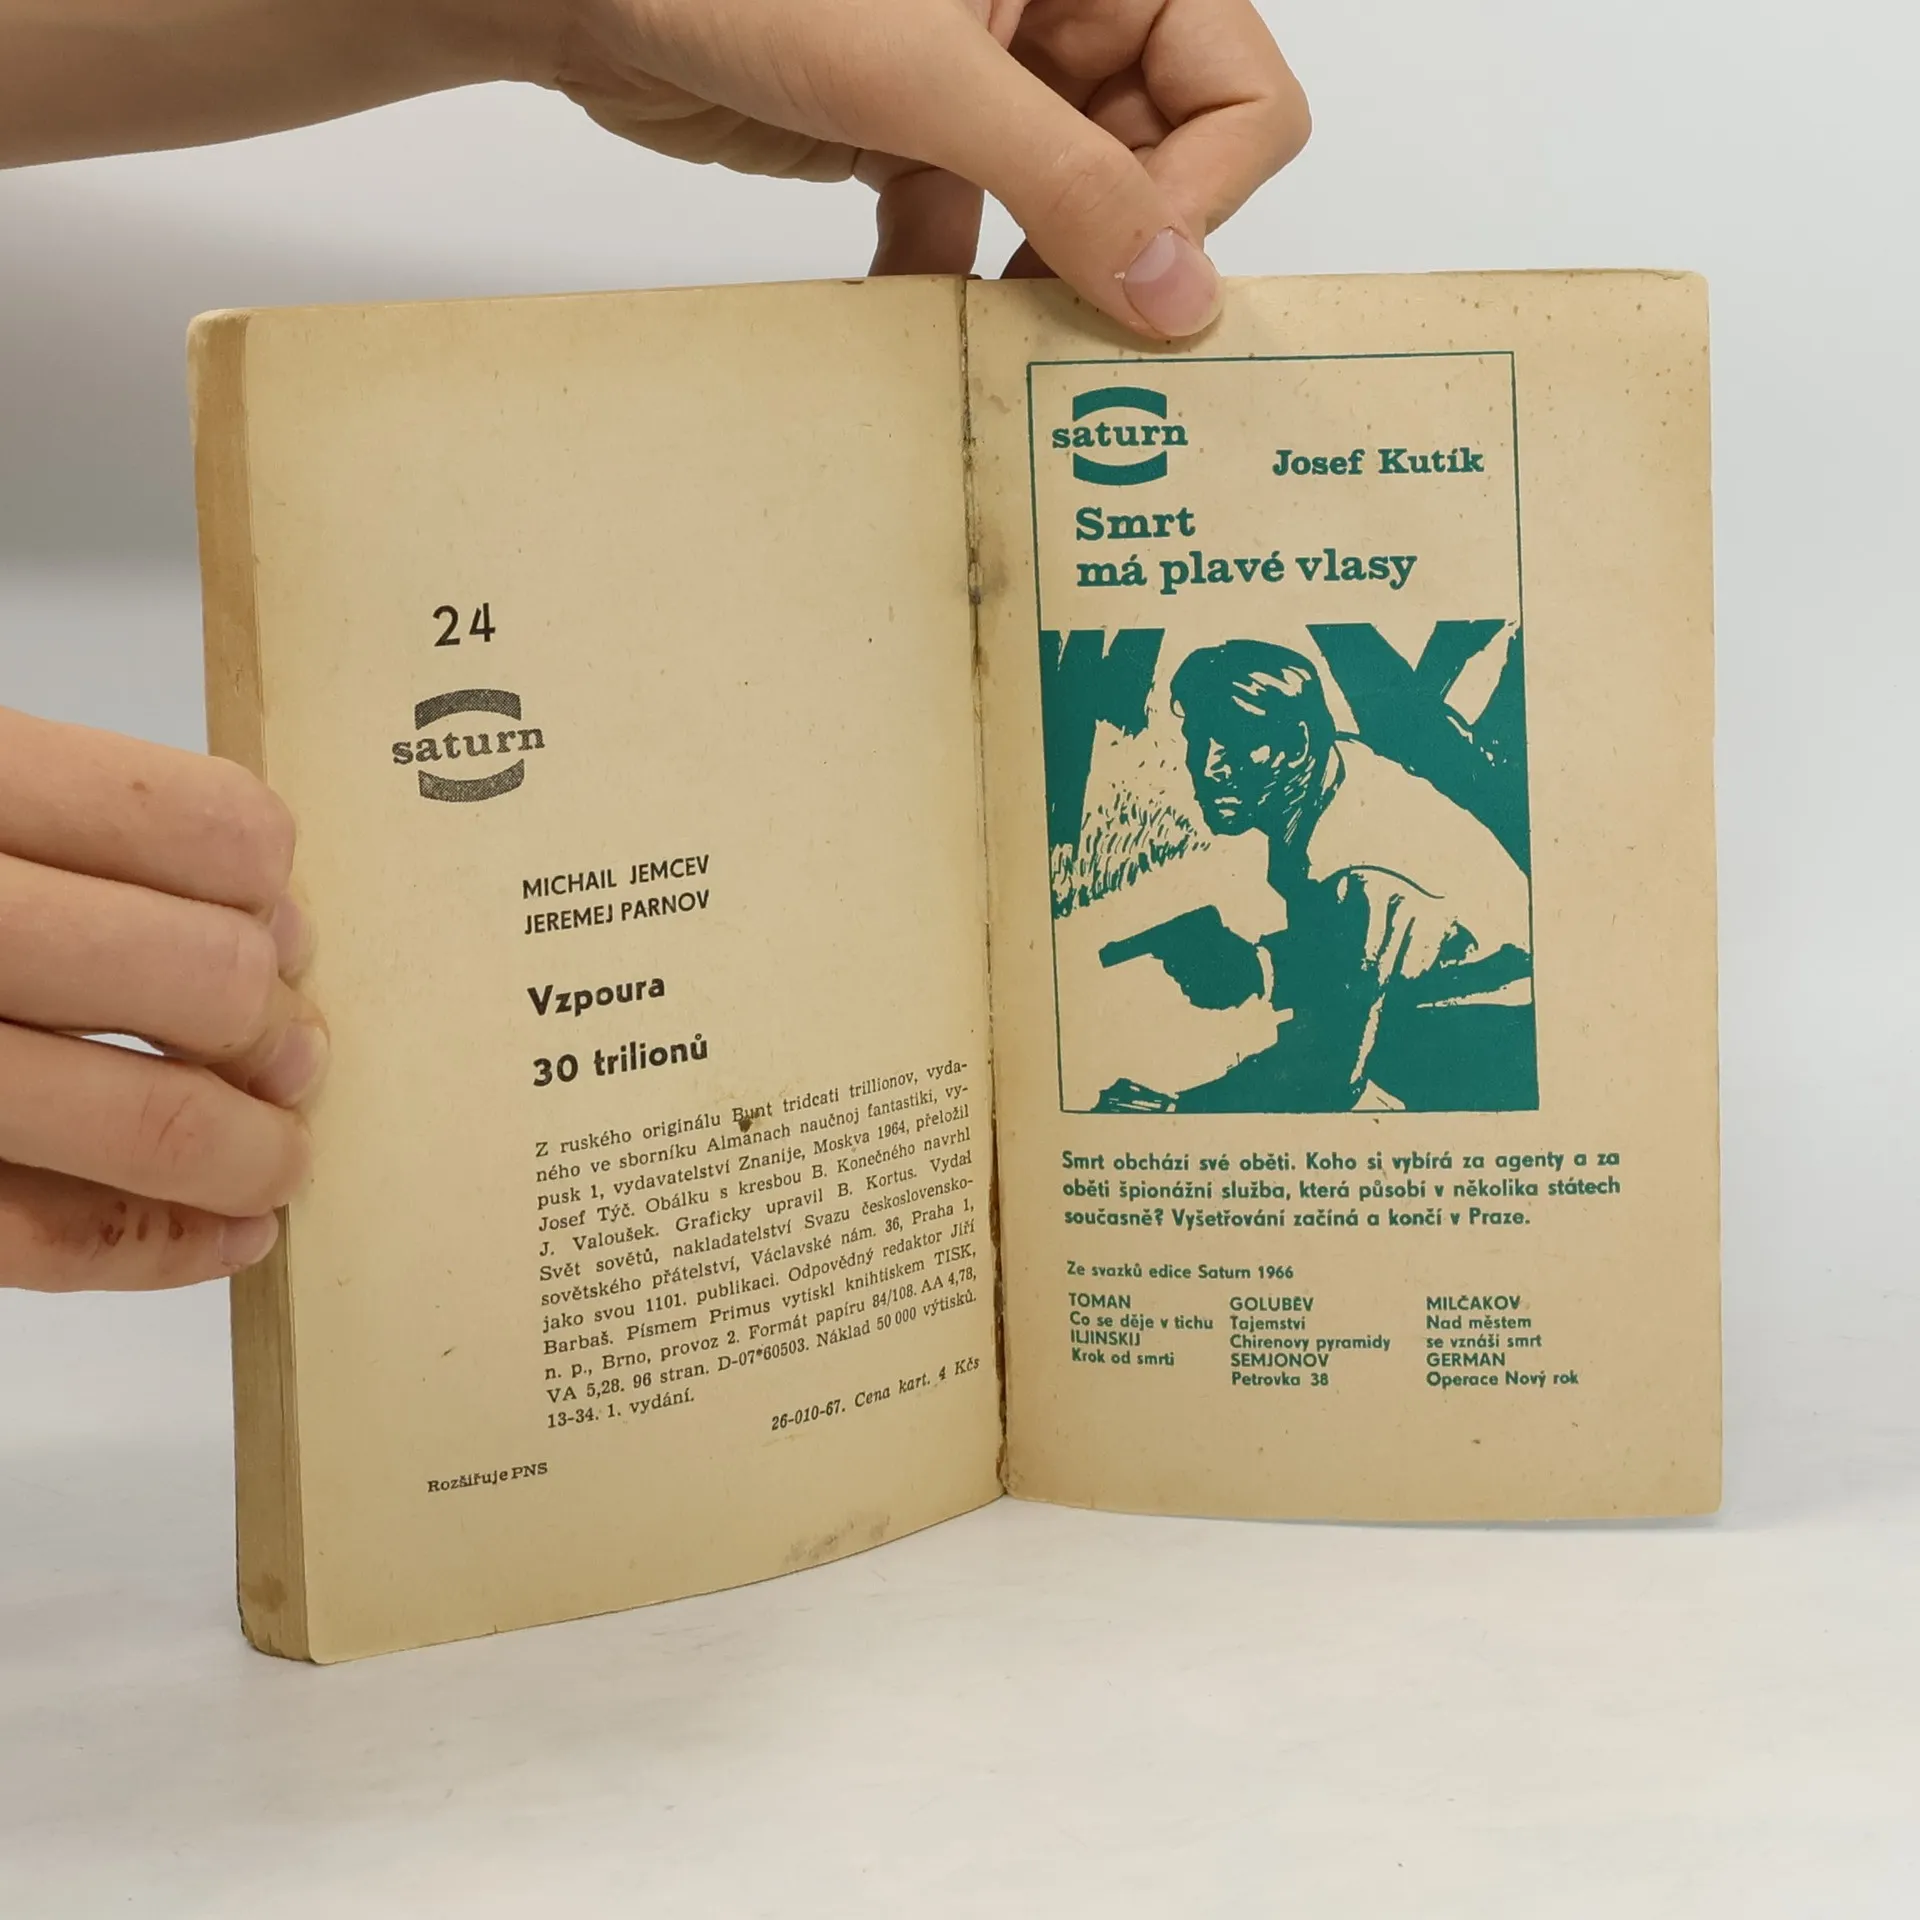 24
saturn
MICHAIL JEMCEV
JEREMEJ PARNOV
Vzpoura
30 trilionů
Z ruského originálu Bunt tridcati trillionov, vyda-
ného ve sborníku Almanach naučnoj fantastiki, vy-
pusk 1, vydavatelství Znanije, Moskva 1964, přeložil
Josef Týč. Obálku s kresbou B. Konečného navrhl
J. Valoušek. Graficky upravil B. Kortus. Vydal
Svět sovětů, nakladatelství Svazu československo-
sovětského přátelství, Václavské nám. 36, Praha 1,
jako svou 1101. publikaci. Odpovědný redaktor Jiří
Barbaš. Písmem Primus vytiskl knihtiskem TISK,
n. p., Brno, provoz 2. Formát papíru 84/108. AA 4,78,
VA 5,28. 96 stran. D-07*60503. Náklad 50 000 výtisků.
13-34. 1. vydání.
26-010-67. Cena kart. 4 Kčs
Rozšiřuje PNS
saturn
Josef Kutík
Smrt
má plavé vlasy
Smrt obchází své oběti. Koho si vybírá za agenty a za
oběti špionážní služba, která působí v několika státech
současně? Vyšetřování začíná a končí v Praze.
Ze svazků edice Saturn 1966
TOMAN
Co se děje v tichu
ILJINSKIJ
Krok od smrti
GOLUBEV
Tajemství
Chirenovy pyramidy
SEMJONOV
Petrovka 38
MILČAKOV
Nad městem
se vznáší smrt
GERMAN
Operace Nový rok